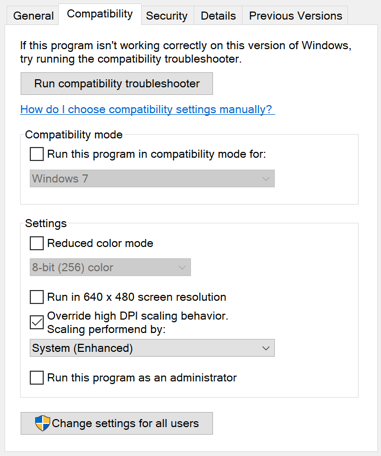 General Compatibility Security Details Previous Versions
If this program isn't working correctly on this version of Windows,
try running the compatibility troubleshooter.
Run compatibility troubleshooter
How do I choose compatibility settings manually?
Compatibility mode
Run this program in compatibility mode for:
Windows 7
Settings
Reduced color mode
8-bit (256) color
Run in 640 x 480 screen resolution
Override high DPI scaling behavior.
Scaling perfomend by:
System (Enhanced)
Run this program as an administrator
Change settings for all users